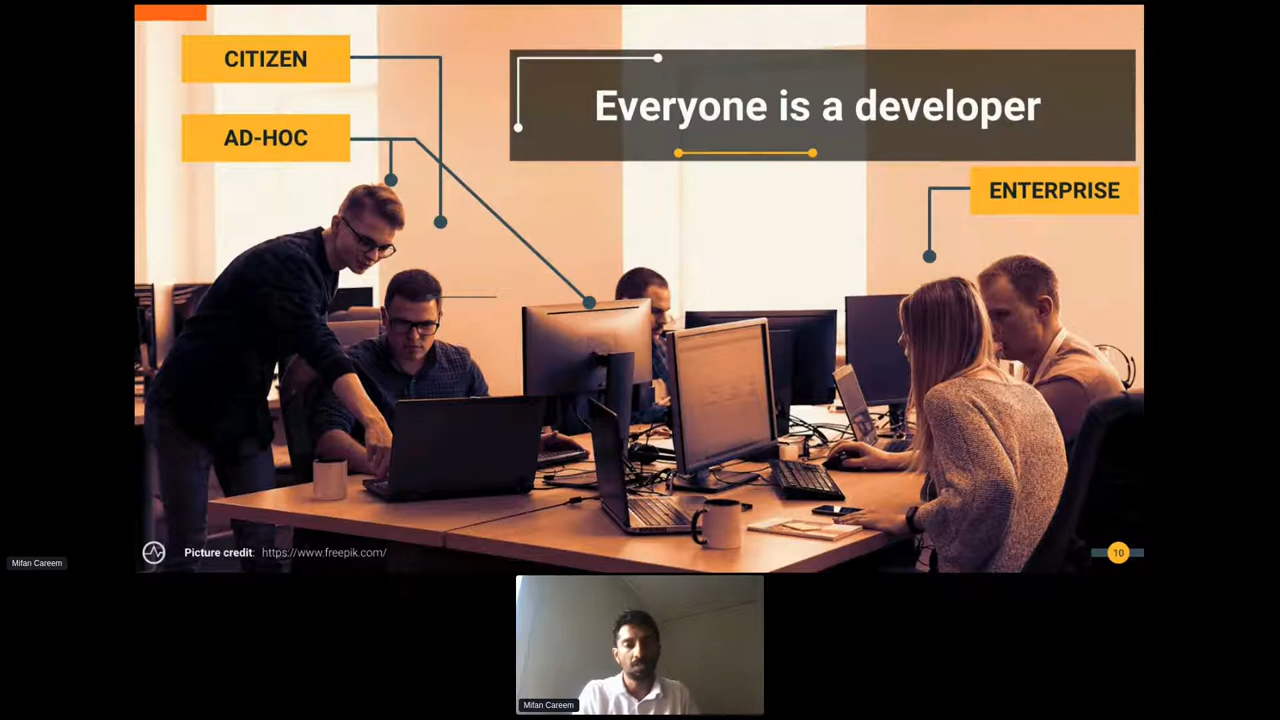 CITIZEN
Everyone is a developer
AD-HOC
ENTERPRISE
Picture credit: https://www.freepik.com/
10
Mifan Careem
Mifan Careem